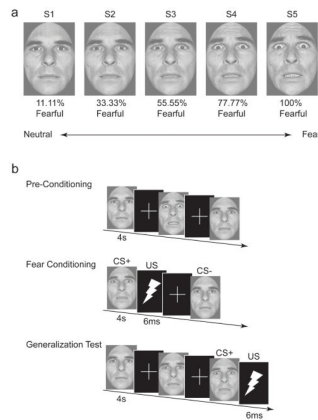 a
S1 S2 S3 S4 S5
11.11% 33.33% 55.55% 77.77% 100%
Fearful Fearful Fearful Fearful Fearful
Neutral Fea
b
Pre-Conditioning
4s
Fear Conditioning
CS+ US CS-
4s 6ms
Generalization Test
CS+ US
4s
6ms